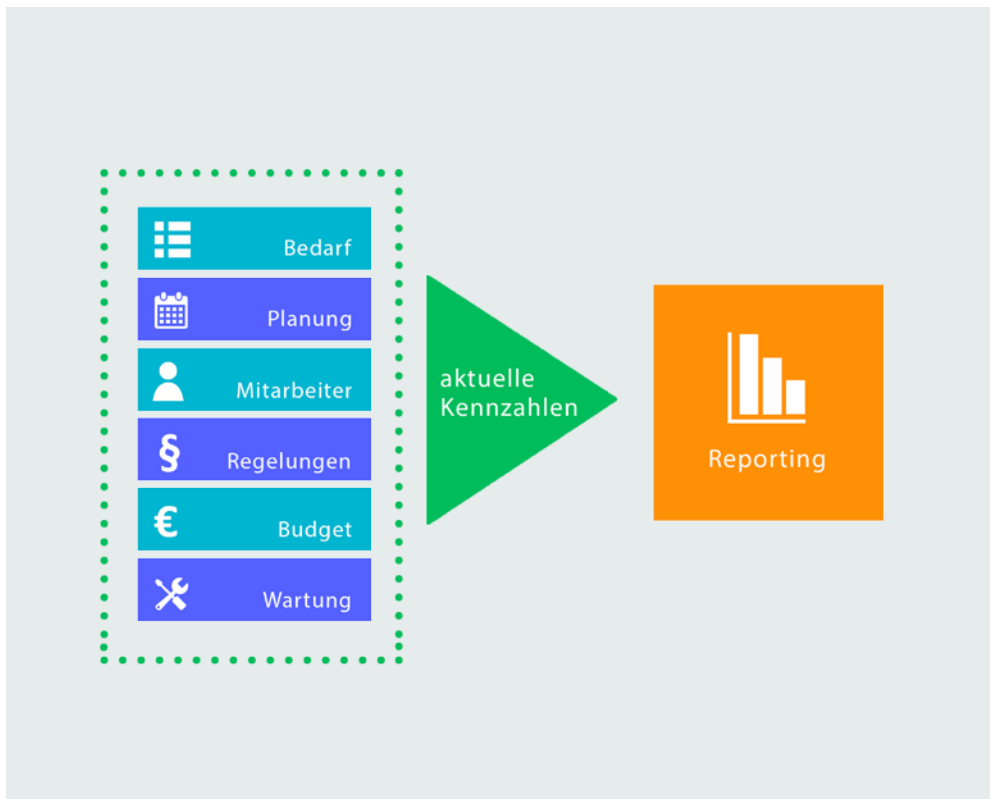 Bedarf
Planung
Mitarbeiter
§ Regelungen
€ Budget
Wartung
aktuelle
Kennzahlen
Reporting